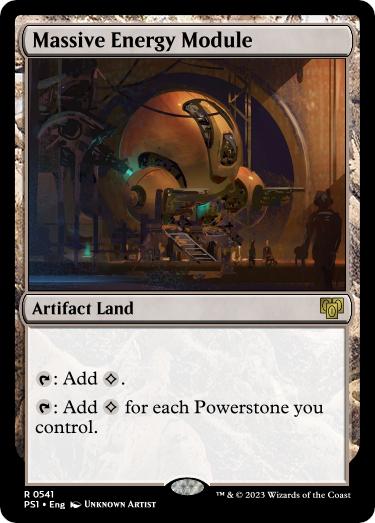 Massive Energy Module
Artifact Land
: Add .
: Add for each Powerstone you
control.
R 0541
PS1 • Eng Unknown Artist
™ & © 2023 Wizards of the Coast